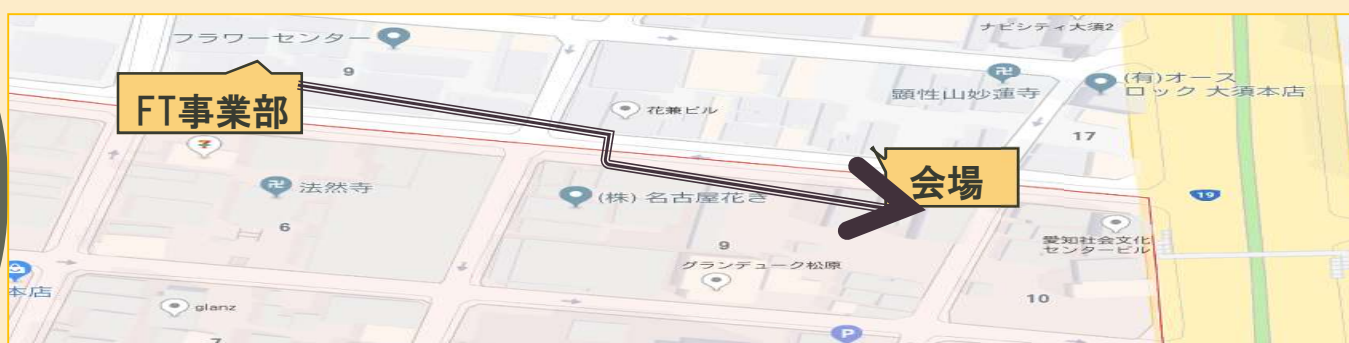 ナビシティ大須2
フラワーセンター
9
FT事業部
顕性山妙蓮寺
(有)オース
ロック 大須本店
花兼ビル
17
法然寺
会場
(株)名古屋花き
19
6
9
愛知社会文化
センタービル
グランデューク松原
本店
glanz
10
7
P